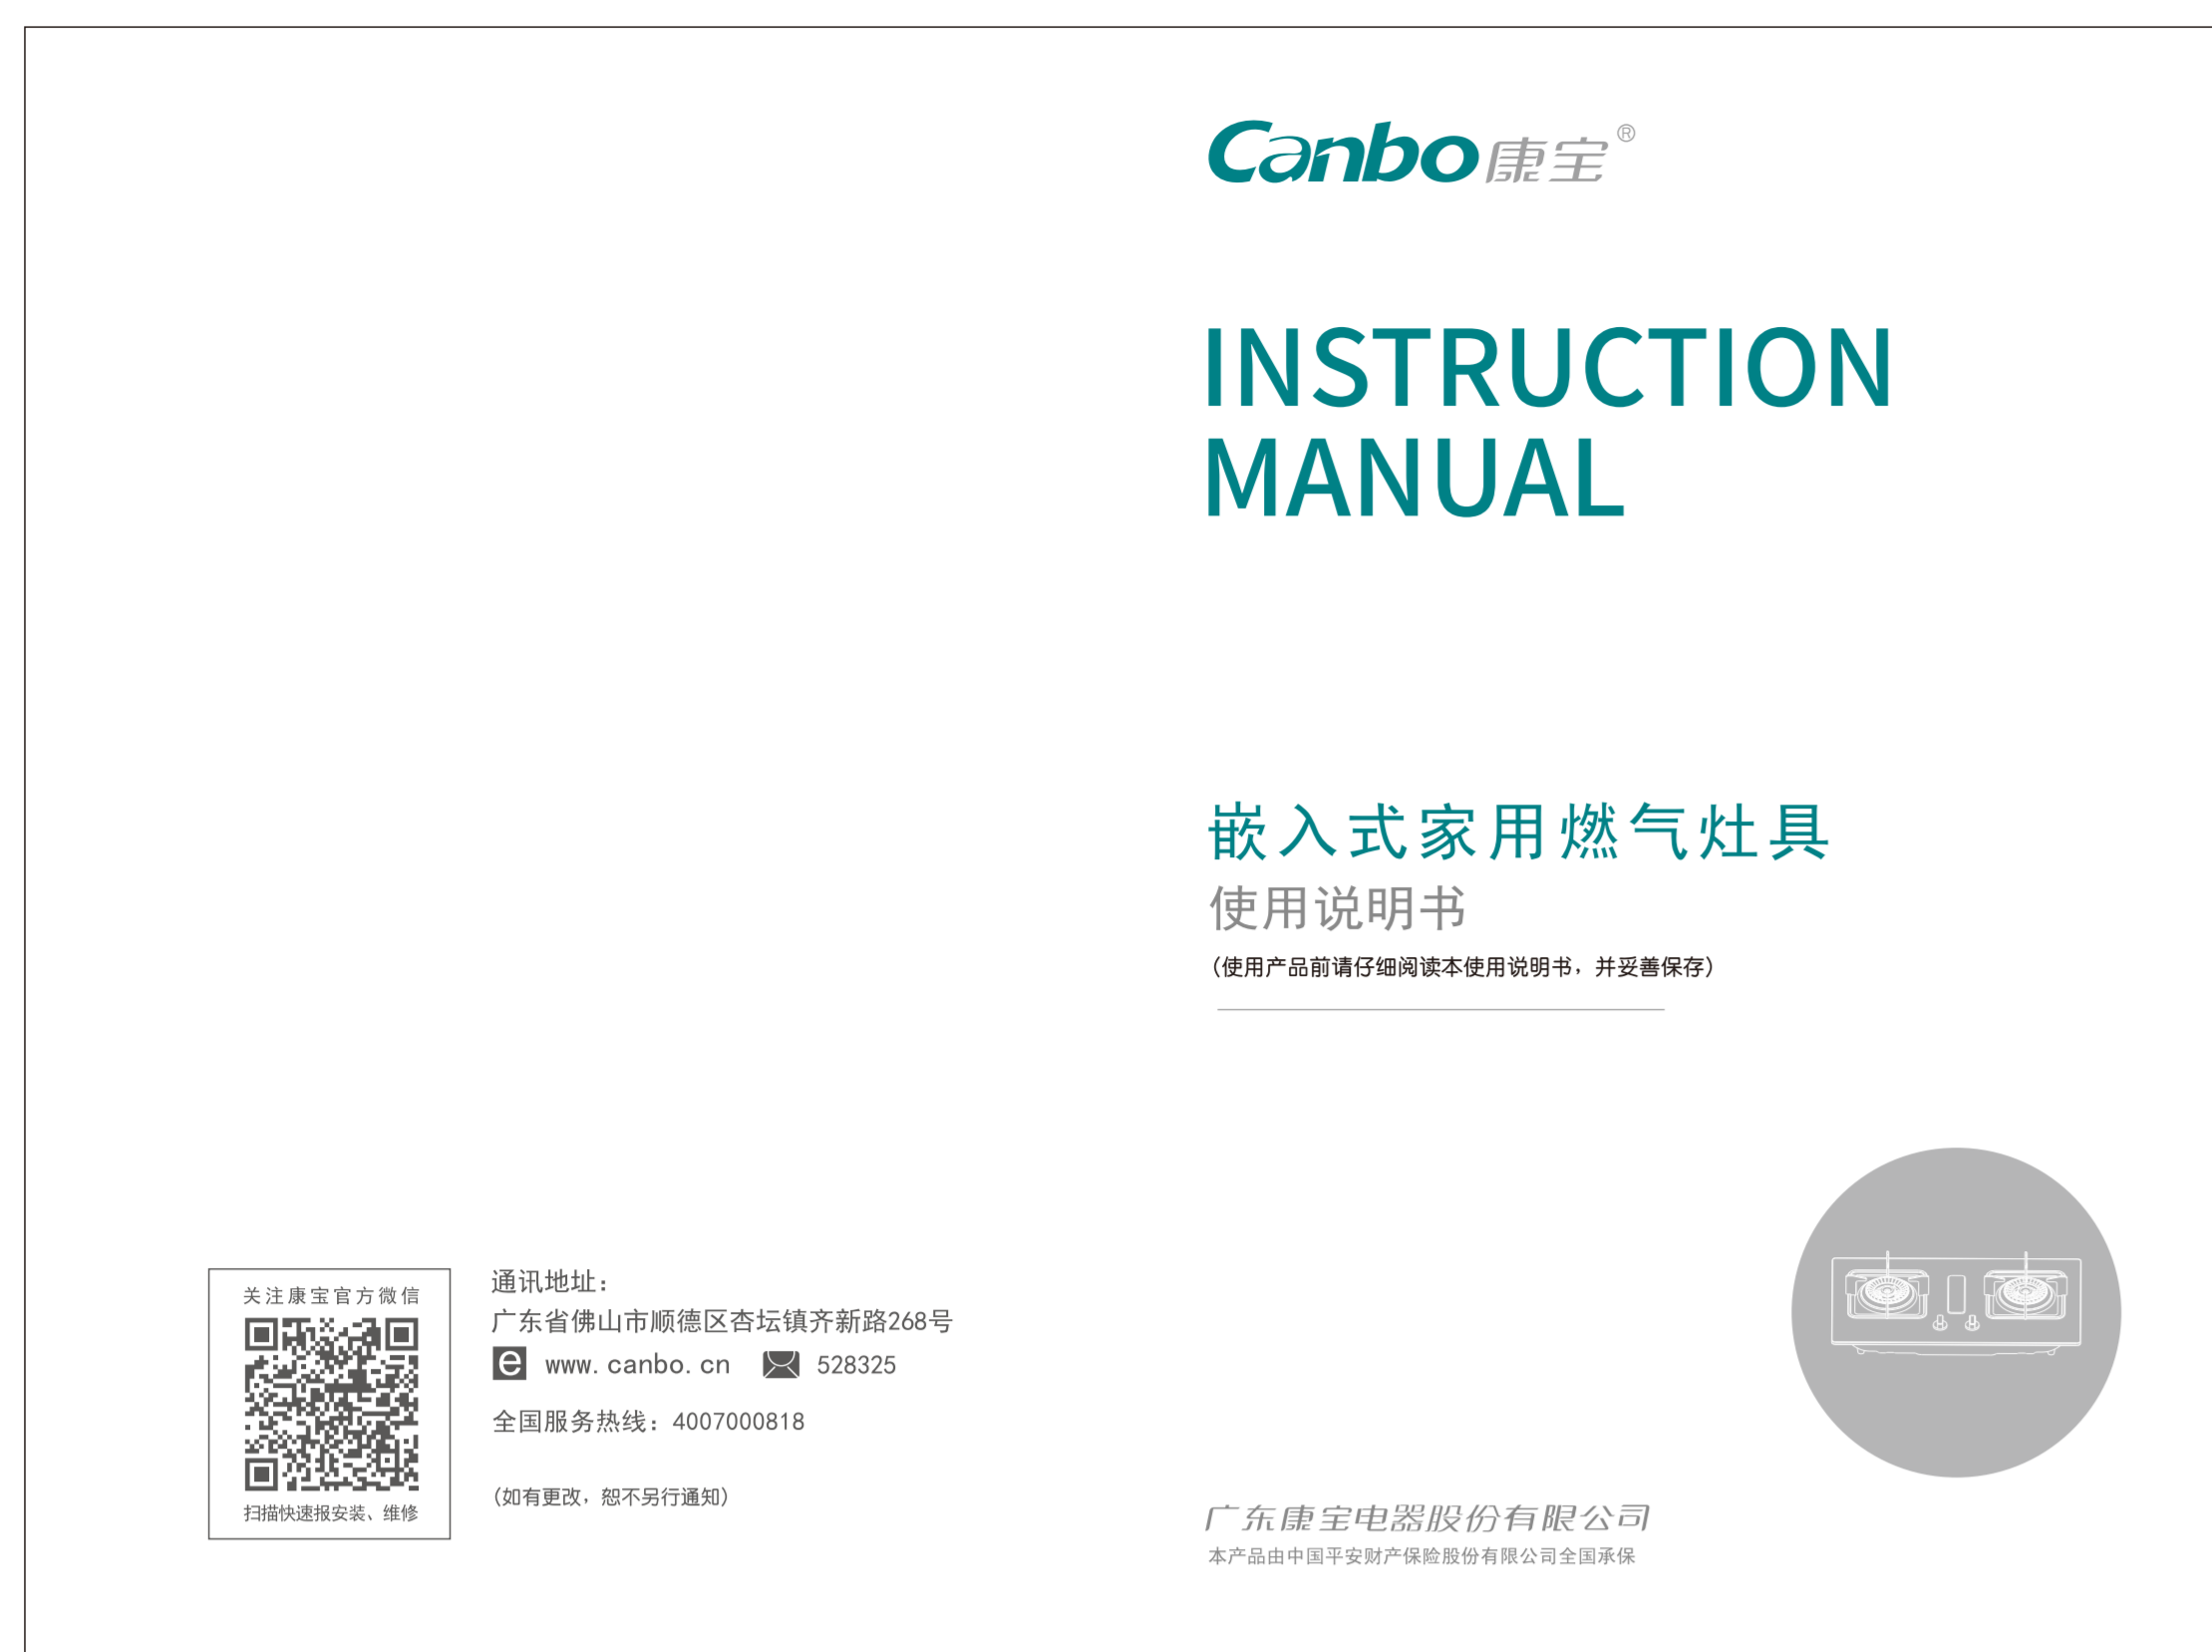 Canbo康宝®
INSTRUCTION
MANUAL
嵌入式家用燃气灶具
使用说明书
(使用产品前请仔细阅读本使用说明书，并妥善保存)
广东康宝电器股份有限公司
本产品由中国平安财产保险股份有限公司全国承保
关注康宝官方微信
扫描快速报安装、维修
通讯地址：
广东省佛山市顺德区杏坛镇齐新路268号
e www.canbo.cn 528325
全国服务热线：4007000818
(如有更改，恕不另行通知)